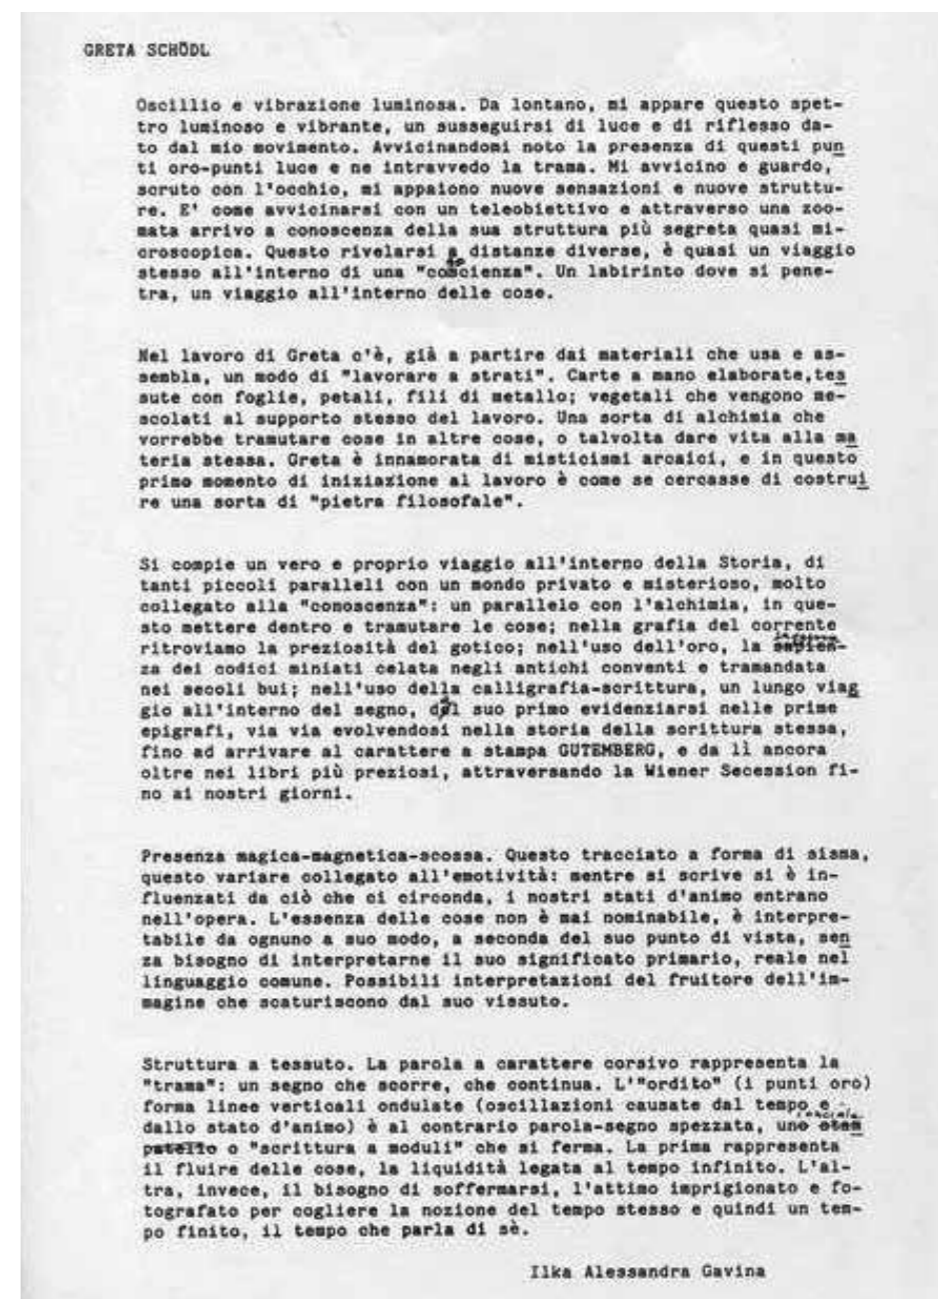 GRETA SCHÖDL
Oscillio e vibrazione luminosa. Da lontano, mi appare questo spet-
tro luminoso e vibrante, un susseguirsi di luce e di riflesso da-
to dal mio movimento. Avvicinandomi noto la presenza di questi pun
ti oro-punti luce e ne intravvedo la trama. Mi avvicino e guardo,
scruto con l'occhio, mi appaiono nuove sensazioni e nuove struttu-
re. E' come avvicinarsi con un teleobiettivo e attraverso una zoo-
mata arrivo a conoscenza della sua struttura più segreta quasi mi-
croscopica. Questo rivelarsi a distanze diverse, è quasi un viaggio
stesso all'interno di una "coscienza". Un labirinto dove si pene-
tra, un viaggio all'interno delle cose.
Nel lavoro di Greta c'è, già a partire dai materiali che usa e as-
sembla, un modo di "lavorare a strati". Carte a mano elaborate,tes
sute con foglie, petali, fili di metallo; vegetali che vengono me-
scolati al supporto stesso del lavoro. Una sorta di alchimia che
vorrebbe tramutare cose in altre cose, o talvolta dare vita alla ma
teria stessa. Greta è innamorata di misticismi arcaici, e in questo
primo momento di iniziazione al lavoro è come se cercasse di costrui
re una sorta di "pietra filosofale".
Si compie un vero e proprio viaggio all'interno della Storia, di
tanti piccoli paralleli con un mondo privato e misterioso, molto
collegato alla "conoscenza": un parallelo con l'alchimia, in que-
sto mettere dentro e tramutare le cose; nella grafia del corrente
ritroviamo la preziosità del gotico; nell'uso dell'oro, la sapien-
za dei codici miniati celata negli antichi conventi e tramandata
nei secoli bui; nell'uso della calligrafia-scrittura, un lungo viag
gio all'interno del segno, dal suo primo evidenziarsi nelle prime
epigrafi, via via evolvendosi nella storia della scrittura stessa,
fino ad arrivare al carattere a stampa GUTEMBERG, e da lì ancora
oltre nei libri più preziosi, attraversando la Wiener Secession fi-
no ai nostri giorni.
Presenza magica-magnetica-scossa. Questo tracciato a forma di sisma,
questo variare collegato all'emotività: mentre si scrive si è in-
fluenzati da ciò che ci circonda, i nostri stati d'animo entrano
nell'opera. L'essenza delle cose non è mai nominabile, è interpre-
tabile da ognuno a suo modo, a seconda del suo punto di vista, sen
za bisogno di interpretarne il suo significato primario, reale nel
linguaggio comune. Possibili interpretazioni del fruitore dell'im-
magine che scaturiscono dal suo vissuto.
Struttura a tessuto. La parola a carattere corsivo rappresenta la
"trama": un segno che scorre, che continua. L'"ordito" (i punti oro)
forma linee verticali ondulate (oscillazioni causate dal tempo e
dallo stato d'animo) è al contrario parola-segno spezzata, uno stam
patello o "scrittura a moduli" che si ferma. La prima rappresenta
il fluire delle cose, la liquidità legata al tempo infinito. L'al-
tra, invece, il bisogno di soffermarsi, l'attimo imprigionato e fo-
tografato per cogliere la nozione del tempo stesso e quindi un tem-
po finito, il tempo che parla di sè.
Ilka Alessandra Gavina